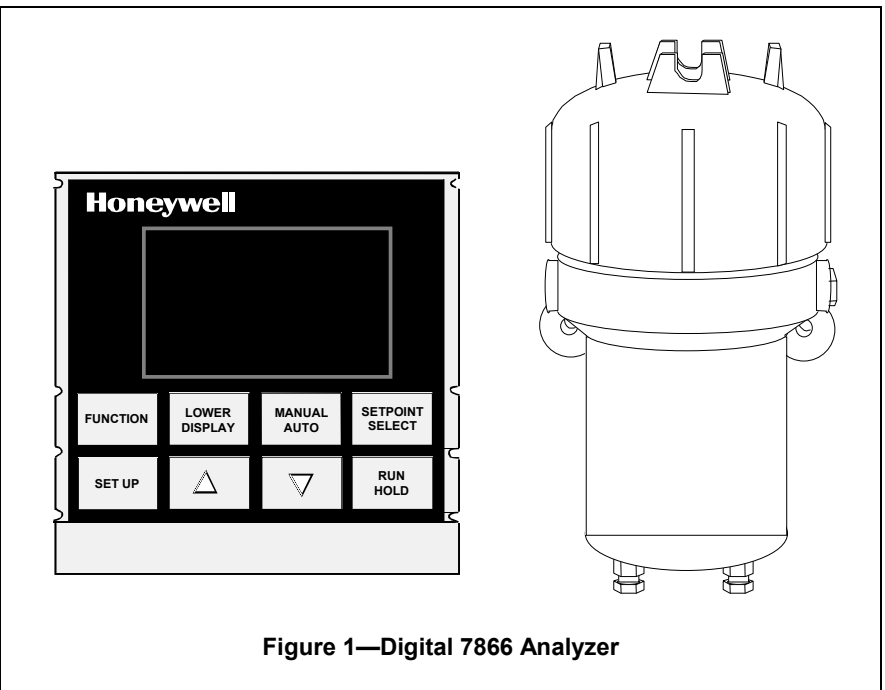 Honeywell
FUNCTION
LOWER
DISPLAY
MANUAL
AUTO
SETPOINT
SELECT
SET UP
RUN
HOLD
Figure 1—Digital 7866 Analyzer